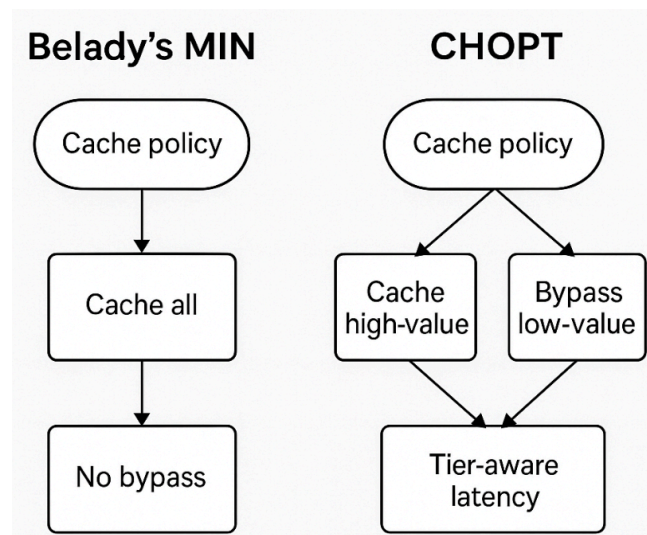 Belady’s MIN
Cache policy
Cache all
No bypass
CHOPT
Cache policy
Cache
high-value
Bypass
low-value
Tier-aware
latency